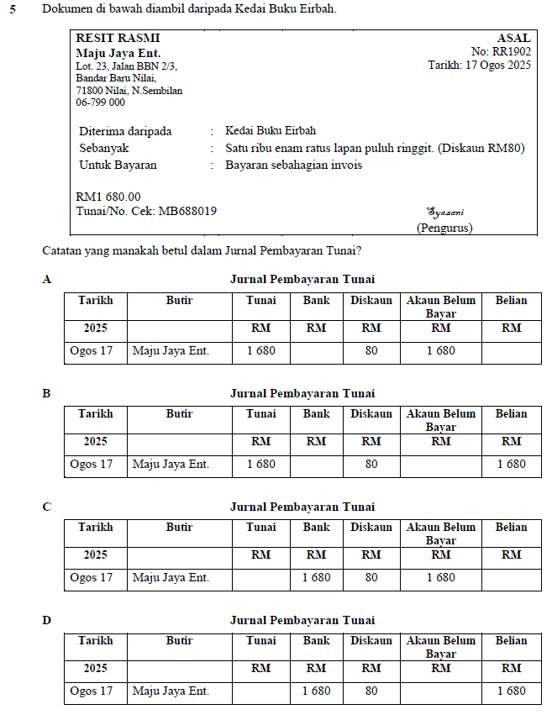 5 Dokumen di bawah diambil daripada Kedai Buku Eirbah.
RESIT RASMI ASAL
Maju Jaya Ent. No: RR1902
Lot. 23, Jalan BBN 2/3, Tarikh: 17 Ogos 2025
Bandar Baru Nilai,
71800 Nilai, N.Sembilan
06-799 000
Diterima daripada : Kedai Buku Eirbah
Sebanyak : Satu ribu enam ratus lapan puluh ringgit. (Diskaun RM80)
Untuk Bayaran : Bayaran sebahagian invois
RM1 680.00
Tunai/No. Cek: MB688019 Syazani
(Pengurus)
Catatan yang manakah betul dalam Jurnal Pembayaran Tunai?
A Jurnal Pembayaran Tunai
Tarikh Butir Tunai Bank Diskaun Akaun Belum Bayar Belian
2025 RM RM RM RM RM
Ogos 17 Maju Jaya Ent. 1 680 80 1 680
B Jurnal Pembayaran Tunai
Tarikh Butir Tunai Bank Diskaun Akaun Belum Bayar Belian
2025 RM RM RM RM RM
Ogos 17 Maju Jaya Ent. 1 680 80 1 680
C Jurnal Pembayaran Tunai
Tarikh Butir Tunai Bank Diskaun Akaun Belum Bayar Belian
2025 RM RM RM RM RM
Ogos 17 Maju Jaya Ent. 1 680 80 1 680
D Jurnal Pembayaran Tunai
Tarikh Butir Tunai Bank Diskaun Akaun Belum Bayar Belian
2025 RM RM RM RM RM
Ogos 17 Maju Jaya Ent. 1 680 80 1 680